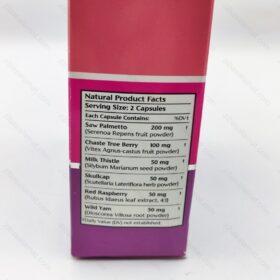 Natural Product Facts
Serving Size: 2 Capsules
Each Capsule Contains: %DV†
Saw Palmetto 200 mg †
(Serenoa Repens fruit powder)
Chaste Tree Berry 100 mg †
(Vitex Agnus-castus fruit powder)
Milk Thistle 50 mg †
(Silybum Marianum seed powder)
Skullcap 50 mg †
(Scutellaria Lateriflora herb powder)
Red Raspberry 50 mg †
(Rubus Idaeus leaf extract, 4:1)
Wild Yam 50 mg †
(Dioscorea Villosa root powder)
†Daily Value (DV) not established.